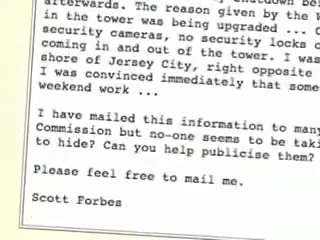 afterwards. The reason given by the W
in the tower was being upgraded ...
security cameras, no security locks o
coming in and out of the tower. I was
shore of Jersey City, right opposite
I was convinced immediately that some
weekend work ...
I have mailed this information to many
Commission but no-one seems to be taki
to hide? Can you help publicise them?
Please feel free to mail me.
Scott Forbes